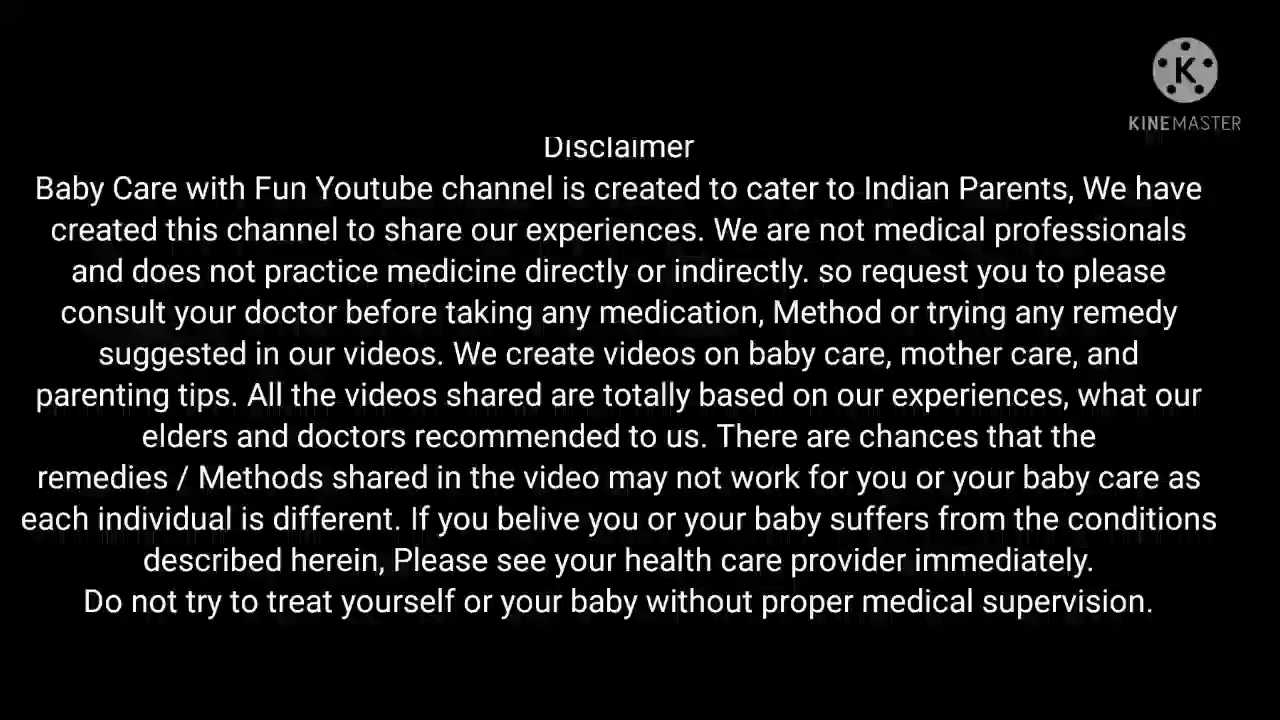 KINEMASTER
Disclaimer
Baby Care with Fun Youtube channel is created to cater to Indian Parents, We have
created this channel to share our experiences. We are not medical professionals
and does not practice medicine directly or indirectly. so request you to please
consult your doctor before taking any medication, Method or trying any remedy
suggested in our videos. We create videos on baby care, mother care, and
parenting tips. All the videos shared are totally based on our experiences, what our
elders and doctors recommended to us. There are chances that the
remedies / Methods shared in the video may not work for you or your baby care as
each individual is different. If you belive you or your baby suffers from the conditions
described herein, Please see your health care provider immediately.
Do not try to treat yourself or your baby without proper medical supervision.